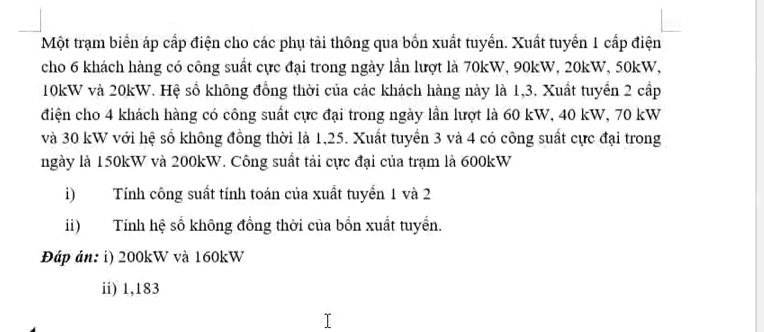 Một trạm biến áp cấp điện cho các phụ tải thông qua bốn xuất tuyến. Xuất tuyến 1 cấp điện
cho 6 khách hàng có công suất cực đại trong ngày lần lượt là 70kW, 90kW, 20kW, 50kW,
10kW và 20kW. Hệ số không đồng thời của các khách hàng này là 1,3. Xuất tuyến 2 cấp
điện cho 4 khách hàng có công suất cực đại trong ngày lần lượt là 60 kW, 40 kW, 70 kW
và 30 kW với hệ số không đồng thời là 1,25. Xuất tuyến 3 và 4 có công suất cực đại trong
ngày là 150kW và 200kW. Công suất tải cực đại của trạm là 600kW
i) Tính công suất tính toán của xuất tuyến 1 và 2
ii) Tính hệ số không đồng thời của bốn xuất tuyến.
Đáp án: i) 200kW và 160kW
ii) 1,183